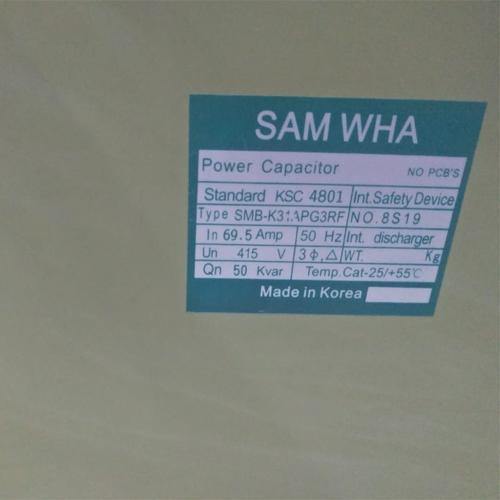 SAM WHA
Power Capacitor NO PCB'S
Standard KSC 4801 Int.Safety Device
Type NO.8S19
In 69.5 Amp 50 Hz Int. discharger
Un 415 V 3Φ,△ WT. Kg
Qn 50 Kvar Temp.Cat-25/+55℃
Made in Korea